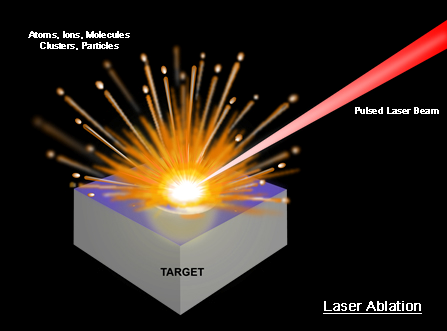 Atoms, Ions, Molecules
Clusters, Particles
Pulsed Laser Beam
TARGET
Laser Ablation